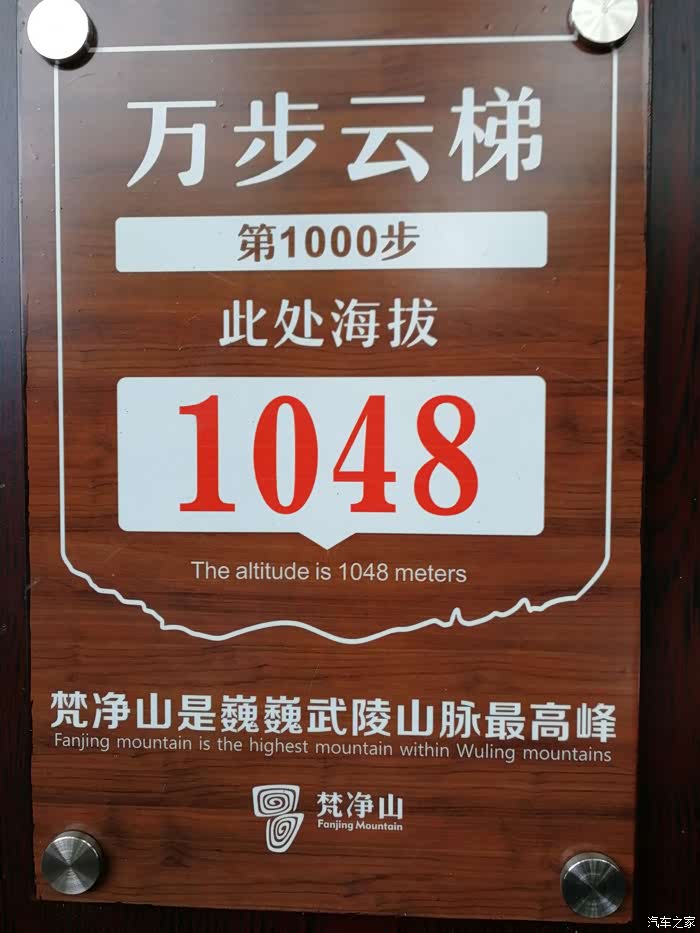 万步云梯
第1000步
此处海拔
1048
The altitude is 1048 meters
梵净山是巍巍武陵山脉最高峰
Fanjing mountain is the highest mountain within Wuling mountains
梵净山
Fanjing Mountain
汽车之家